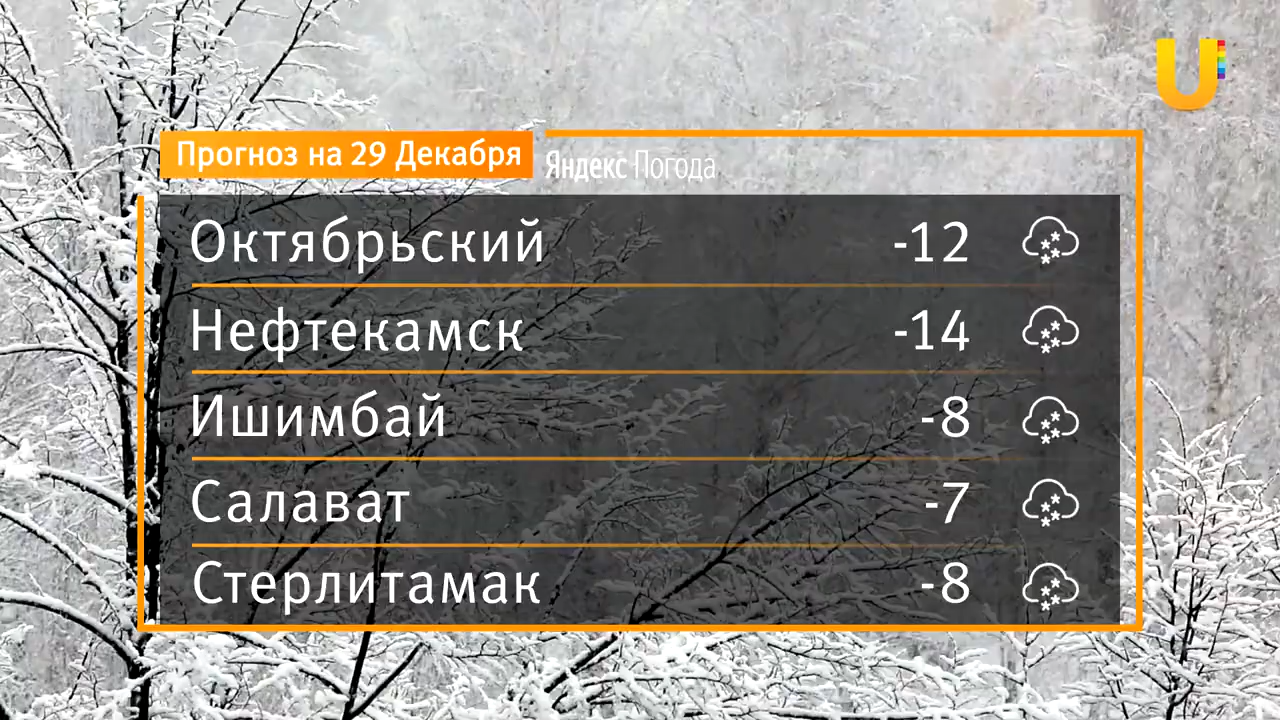 U
Прогноз на 29 Декабря
Яндекс Погода
Октябрьский -12
Нефтекамск -14
Ишимбай -8
Салават -7
Стерлитамак -8